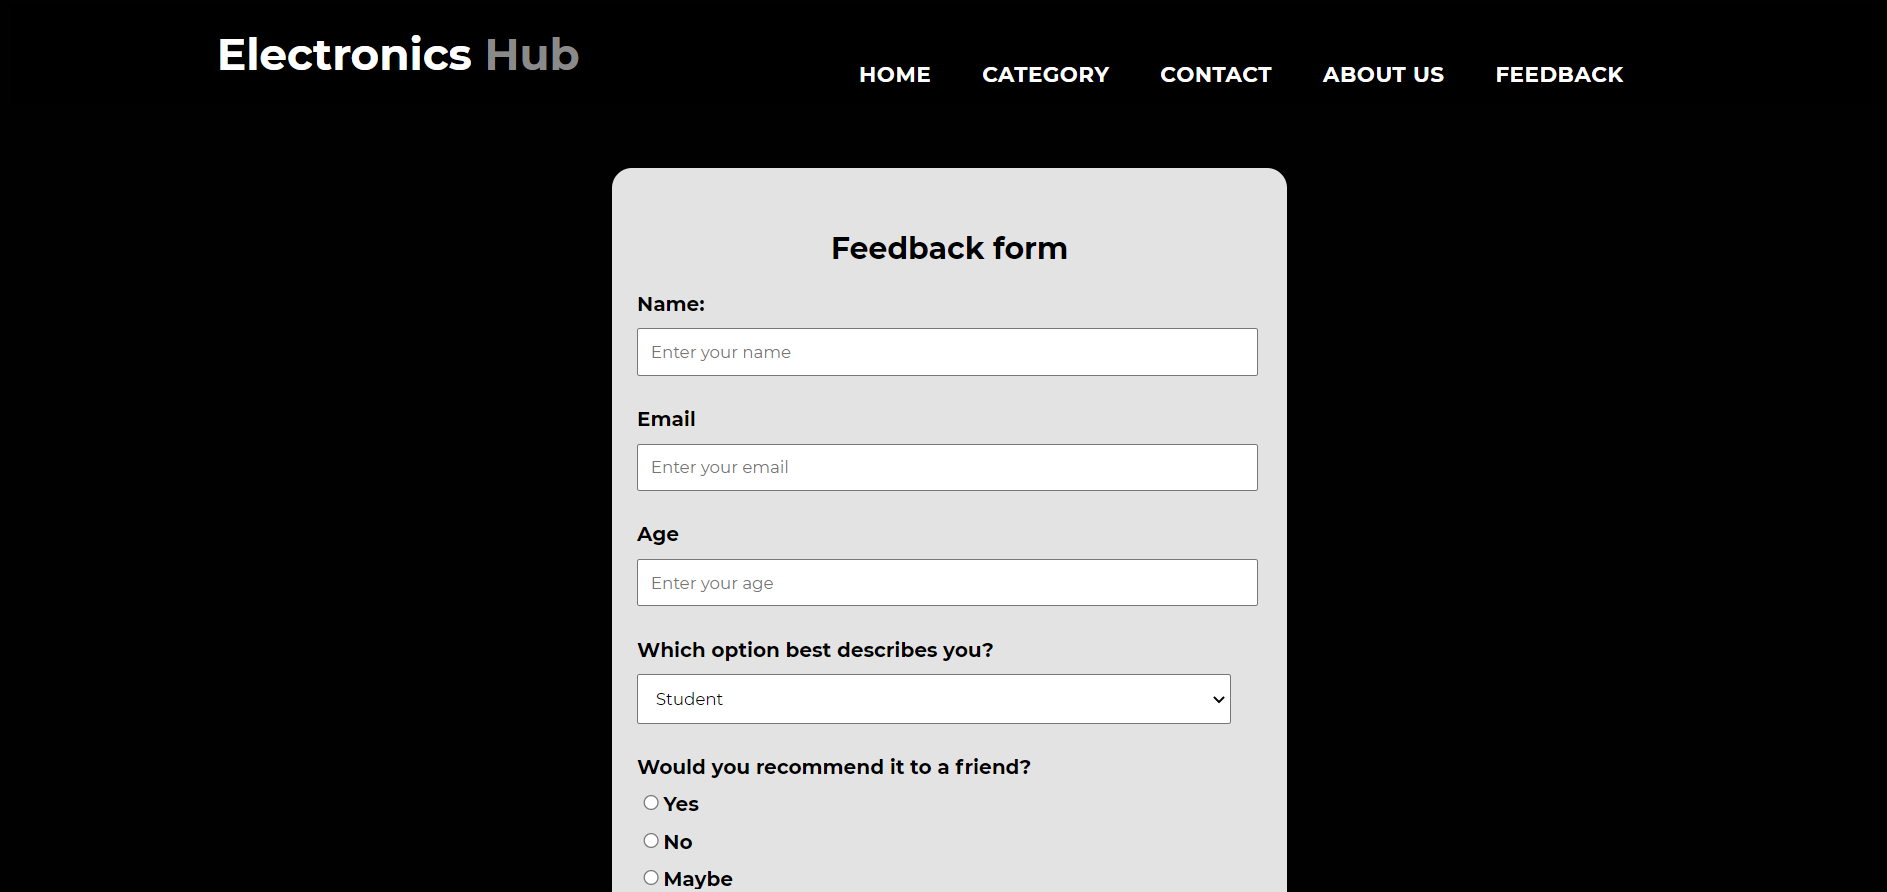 Electronics Hub
HOME CATEGORY CONTACT ABOUT US FEEDBACK
Feedback form
Name:
Enter your name
Email
Enter your email
Age
Enter your age
Which option best describes you?
Student
Would you recommend it to a friend?
Yes
No
Maybe